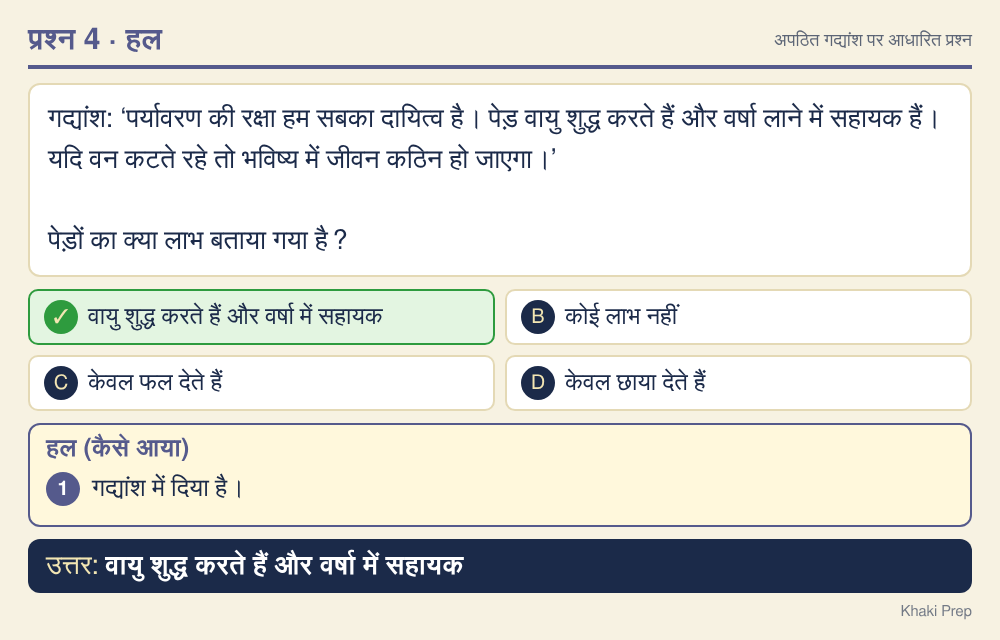 प्रश्न 4 · हल
अपठित गद्यांश पर आधारित प्रश्न
गद्यांश: ‘पर्यावरण की रक्षा हम सबका दायित्व है। पेड़ वायु शुद्ध करते हैं और वर्षा लाने में सहायक हैं।
यदि वन कटते रहे तो भविष्य में जीवन कठिन हो जाएगा।’
पेड़ों का क्या लाभ बताया गया है?
✓ वायु शुद्ध करते हैं और वर्षा में सहायक
B कोई लाभ नहीं
C केवल फल देते हैं
D केवल छाया देते हैं
हल (कैसे आया)
1 गद्यांश में दिया है।
उत्तर: वायु शुद्ध करते हैं और वर्षा में सहायक
Khaki Prep